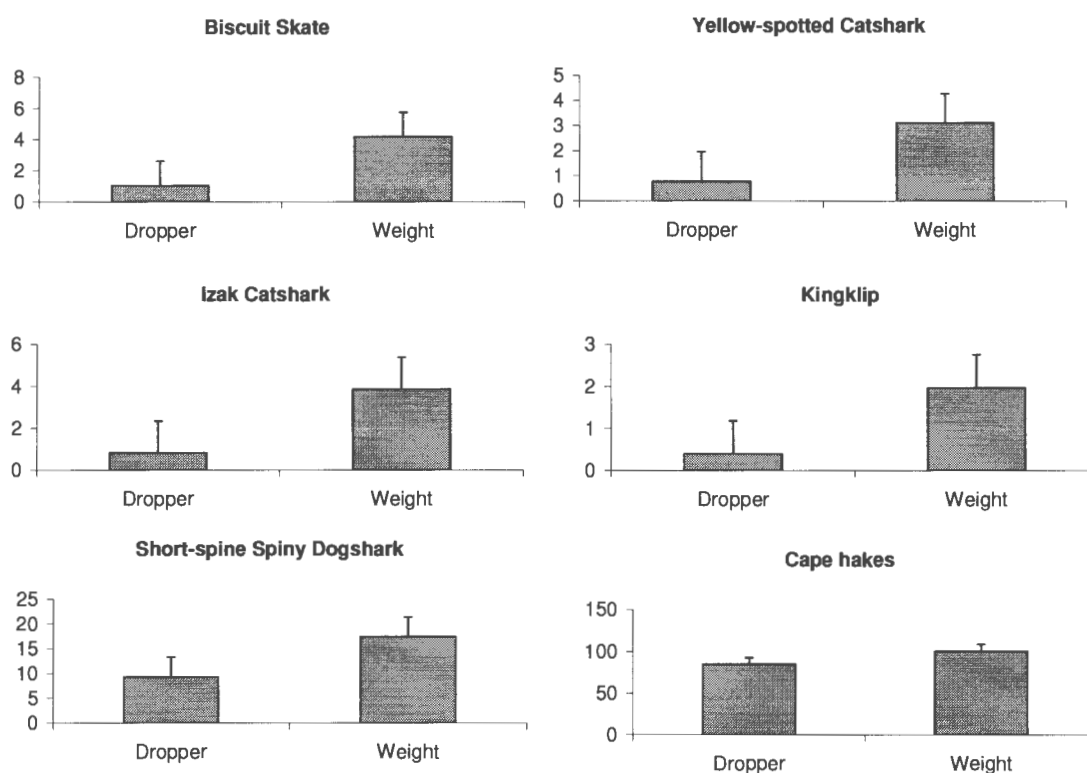 Biscuit Skate
8
6
4
2
0
Dropper Weight
Yellow-spotted Catshark
5
4
3
2
1
0
Dropper Weight
Izak Catshark
6
4
2
0
Dropper Weight
Kingklip
3
2
1
0
Dropper Weight
Short-spine Spiny Dogshark
25
20
15
10
5
0
Dropper Weight
Cape hakes
150
100
50
0
Dropper Weight